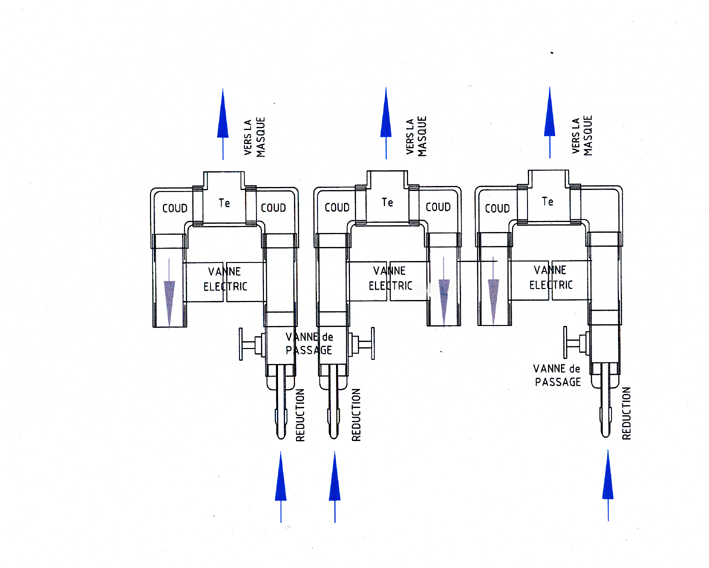 VERS LA
MASQUE
VERS LA
MASQUE
VERS LA
MASQUE
COUD
Te
COUD
COUD
Te
COUD
COUD
Te
VANNE
ELECTRIC
VANNE
ELECTRIC
VANNE
ELECTRIC
VANNE de
PASSAGE
VANNE de
PASSAGE
REDUCTION
REDUCTION
REDUCTION